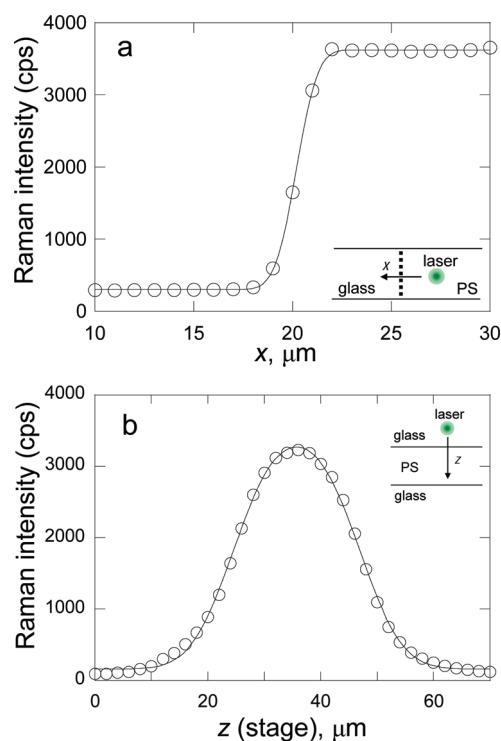 a
Raman intensity (cps)
4000
3000
2000
1000
0
10 15 20 25 30
x, μm
x
laser
glass
PS
b
Raman intensity (cps)
4000
3000
2000
1000
0
0 20 40 60
z (stage), μm
laser
glass
PS
z
glass